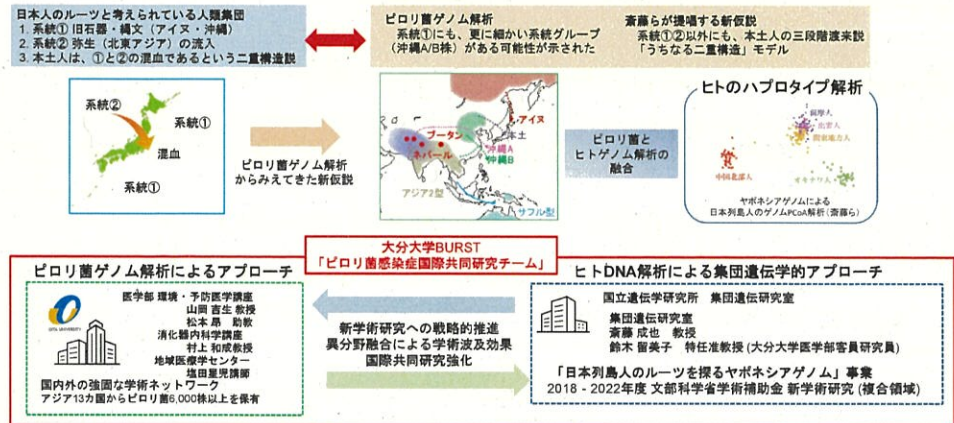 日本人のルーツと考えられている人類集団
1. 系統① 旧石器・縄文（アイヌ・沖縄）
2. 系統② 弥生（北東アジア）の流入
3. 本土人は、①と②の混血であるという二重構造説
ピロリ菌ゲノム解析
系統①にも、更に細かい系統グループ
（沖縄A/B株）がある可能性が示された
斎藤らが提唱する新仮説
系統①②以外にも、本土人の三段階渡来説
「うちなる二重構造」モデル
系統②
系統①
混血
系統①
ピロリ菌ゲノム解析
からみえてきた新仮説
アイヌ
ブータン
本土
ネパール
沖縄A
沖縄B
アジア2型
サフル型
ピロリ菌と
ヒトゲノム解析の
融合
ヒトのハプロタイプ解析
出雲人
関東地方人
中国北部人
オキナワ人
ヤポネシアゲノムによる
日本列島人のゲノムPCoA解析（斎藤ら）
大分大学BURST
「ピロリ菌感染症国際共同研究チーム」
ピロリ菌ゲノム解析によるアプローチ
OITA UNIVERSITY
医学部 環境・予防医学講座
山岡 吉生 教授
松本 昂 助教
消化器内科学講座
村上 和成教授
地域医療学センター
塩田星児講師
国内外の強固な学術ネットワーク
アジア13カ国からピロリ菌6,000株以上を保有
新学術研究への戦略的推進
異分野融合による学術波及効果
国際共同研究強化
ヒトDNA解析による集団遺伝学的アプローチ
国立遺伝学研究所 集団遺伝研究室
集団遺伝研究室
斎藤 成也 教授
鈴木 留美子 特任准教授（大分大学医学部客員研究員）
「日本列島人のルーツを探るヤポネシアゲノム」事業
2018 - 2022年度 文部科学省学術補助金 新学術研究 (複合領域)